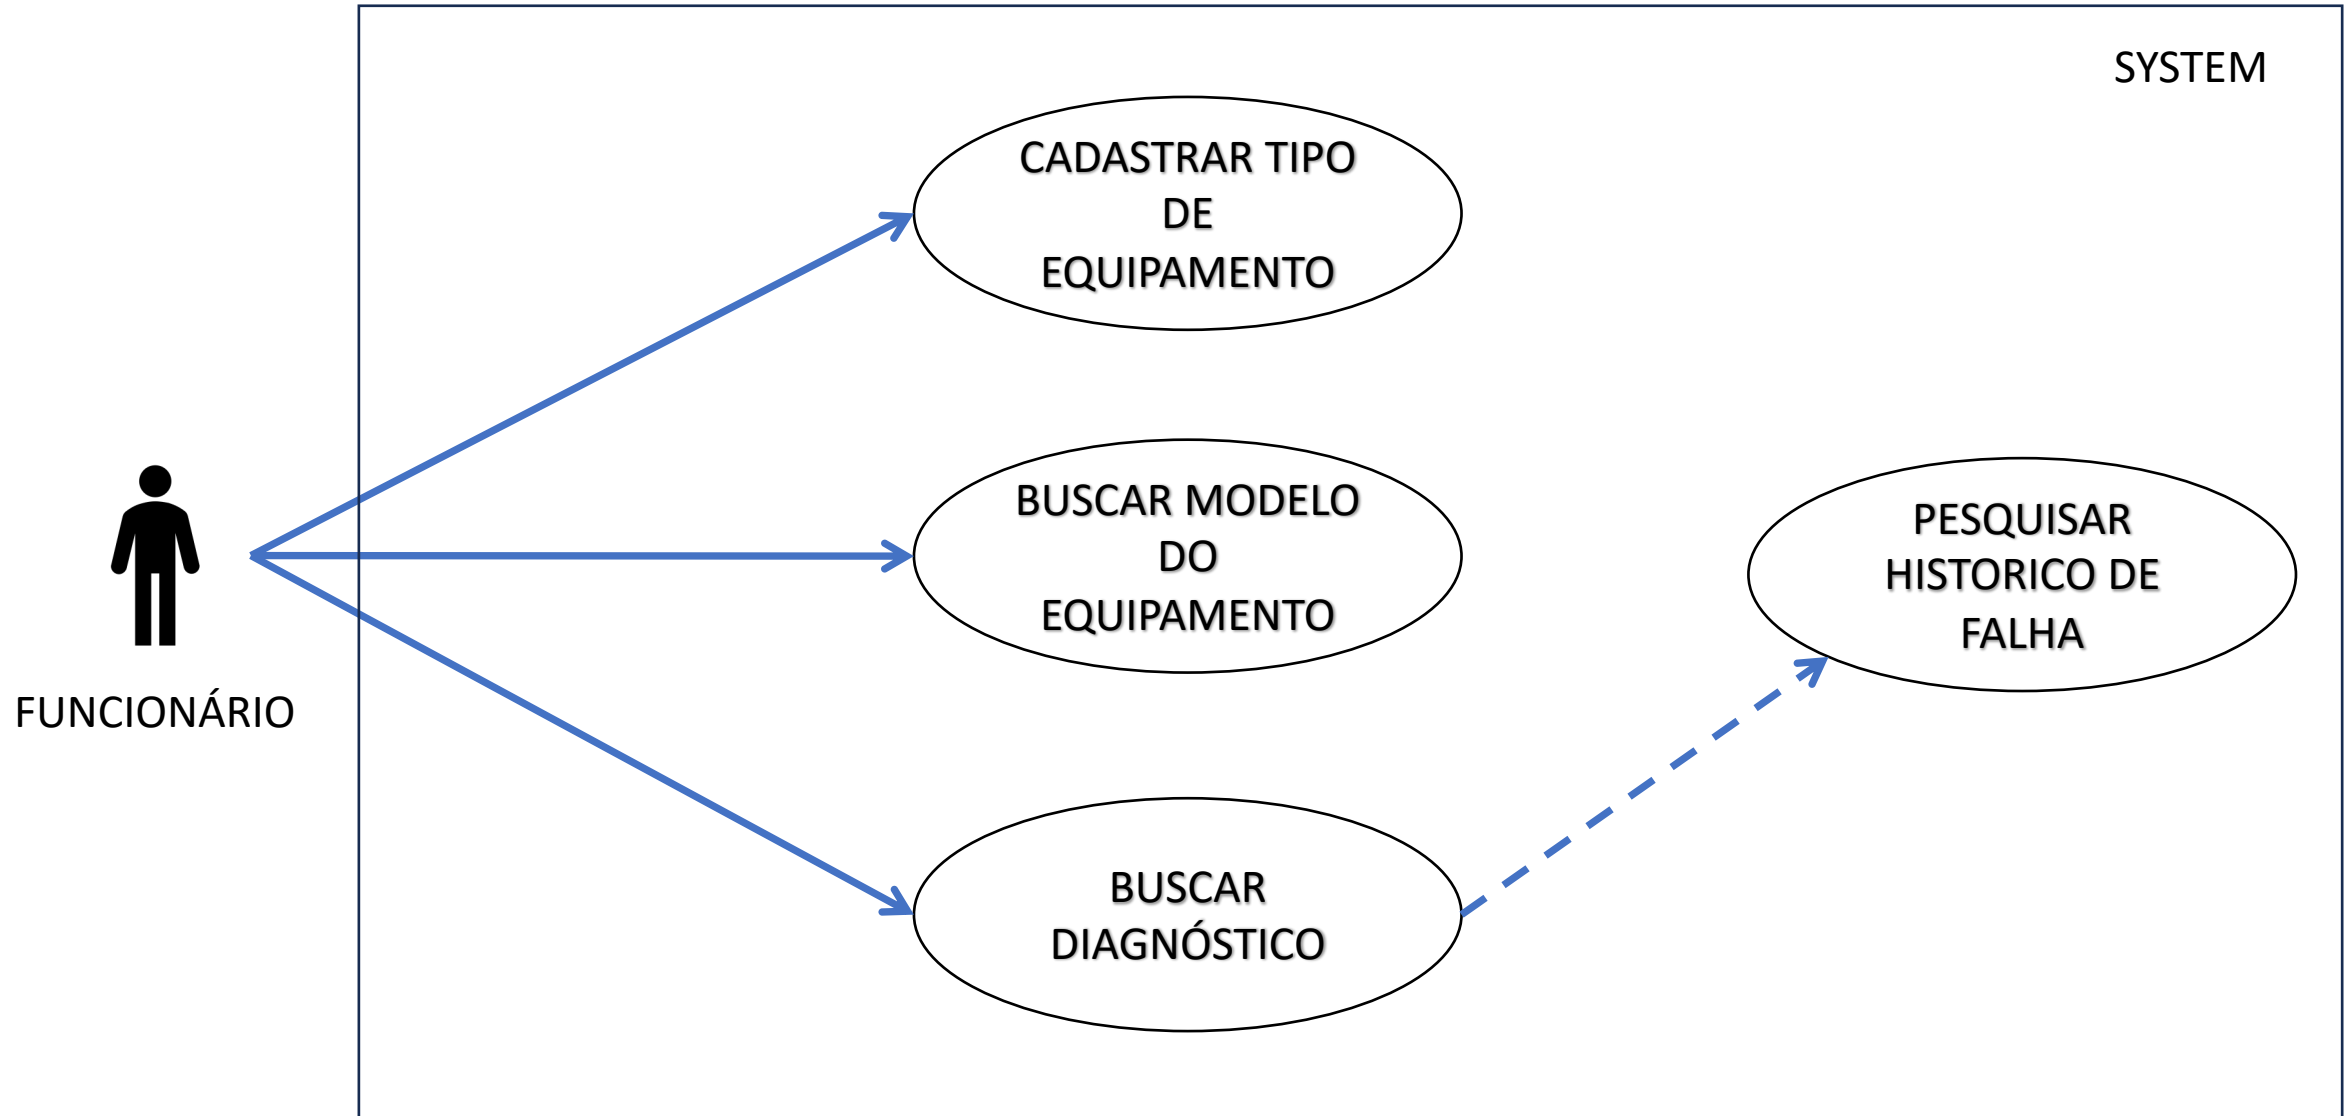 SYSTEM
CADASTRAR TIPO
DE
EQUIPAMENTO
BUSCAR MODELO
DO
EQUIPAMENTO
PESQUISAR
HISTORICO DE
FALHA
FUNCIONÁRIO
BUSCAR
DIAGNÓSTICO